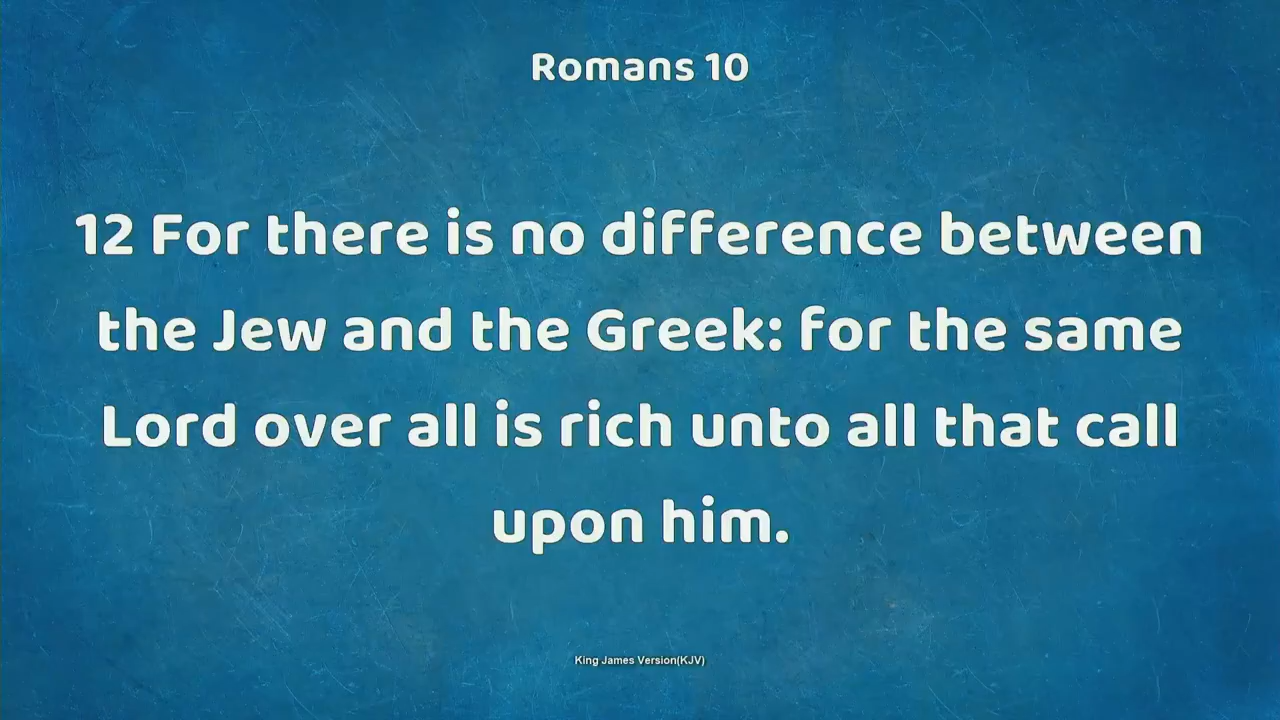 Romans 10
12 For there is no difference between
the Jew and the Greek: for the same
Lord over all is rich unto all that call
upon him.
King James Version(KJV)